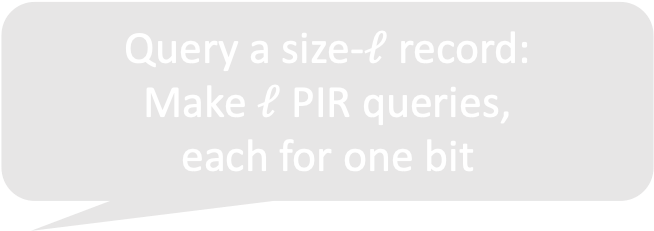 Query a size-ℓ record:
Make ℓ PIR queries,
each for one bit